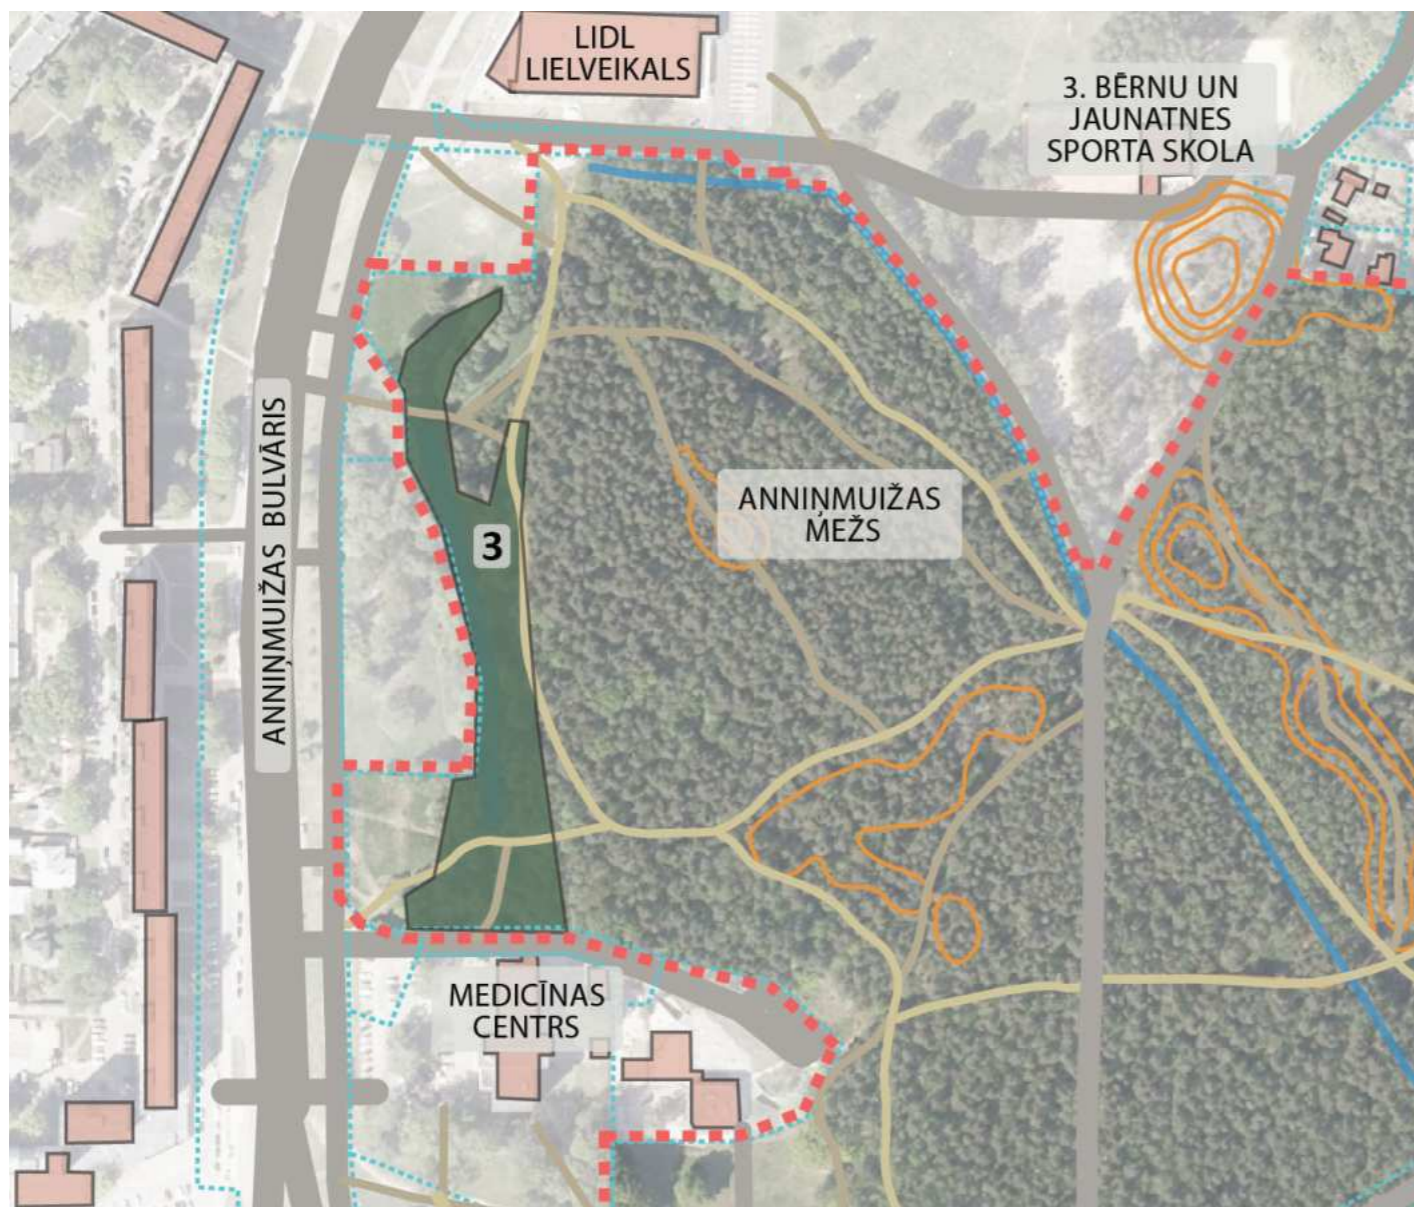 LIDL
LIELVEIKALS
3. BĒRNU UN
JAUNATNES
SPORTA SKOLA
ANNIŅMUIŽAS BULVĀRIS
ANNIŅMUIŽAS
MEŽS
3
MEDICĪNAS
CENTRS